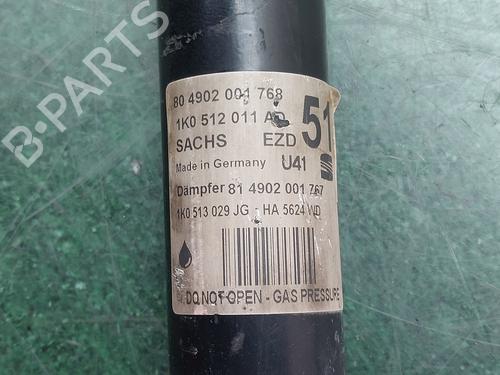 B-PARTS
80 4902 001 768
1K0 512 011
SACHS EZD 51
Made in Germany U41
Dämpfer 81 4902 001 767
1K0 513 029 JG - HA 5624 WD
DO NOT OPEN - GAS PRESSURE